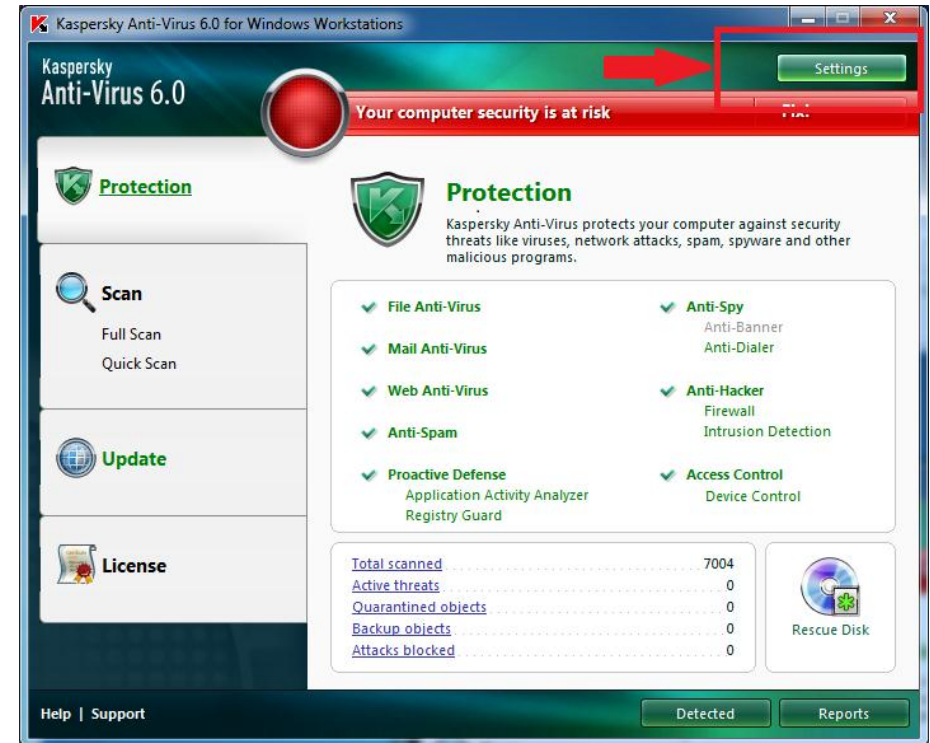 Kaspersky Anti-Virus 6.0 for Windows Workstations
Kaspersky
Anti-Virus 6.0
Settings
Your computer security is at risk
Protection
Scan
Full Scan
Quick Scan
Update
License
Protection
Kaspersky Anti-Virus protects your computer against security
threats like viruses, network attacks, spam, spyware and other
malicious programs.
File Anti-Virus
Mail Anti-Virus
Web Anti-Virus
Anti-Spam
Proactive Defense
Application Activity Analyzer
Registry Guard
Anti-Spy
Anti-Banner
Anti-Dialer
Anti-Hacker
Firewall
Intrusion Detection
Access Control
Device Control
Total scanned 7004
Active threats 0
Quarantined objects 0
Backup objects 0
Attacks blocked 0
Rescue Disk
Help | Support
Detected
Reports